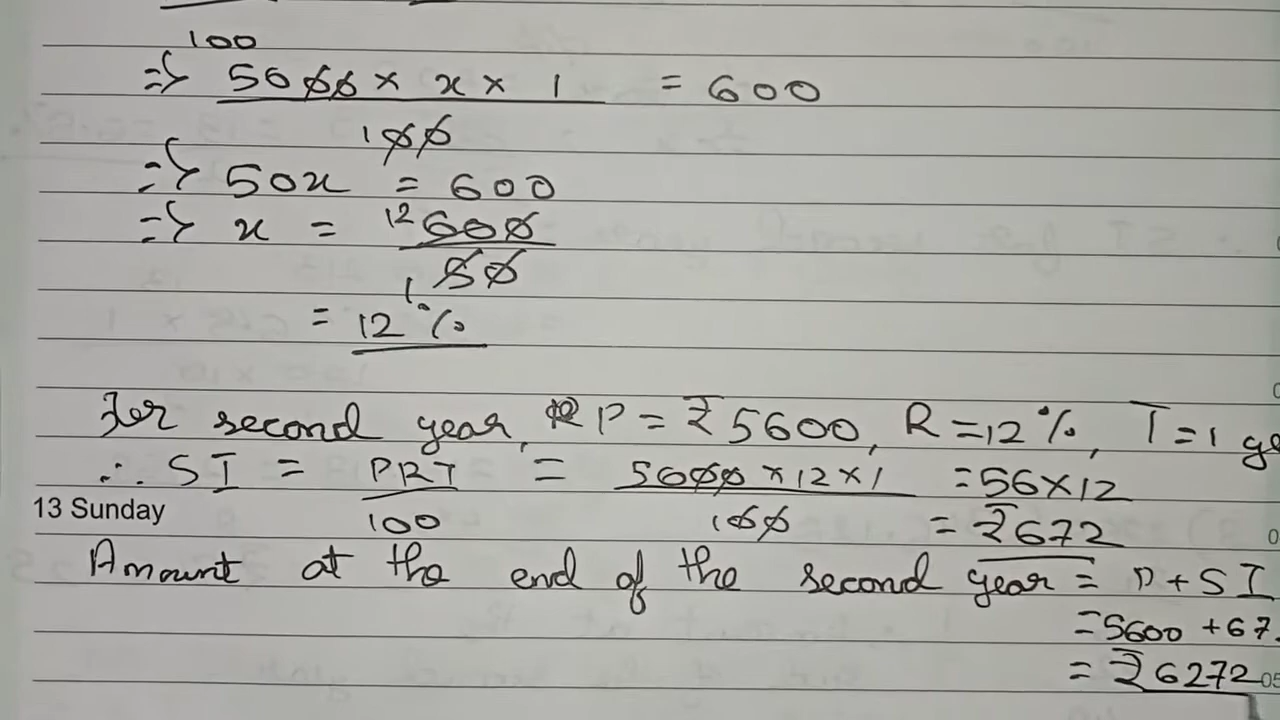 100
=> 5000 × x × 1 = 600
100
=> 50x = 600
=> x = 12 600
1 50
= 12%
For second year, P = ₹5600, R = 12%, T = 1 ye
∴ SI = PRT = 5600 × 12 × 1 = 56 × 12
13 Sunday
100 100 = ₹672
Amount at the end of the second year = P + SI
= 5600 + 67
= ₹6272
05